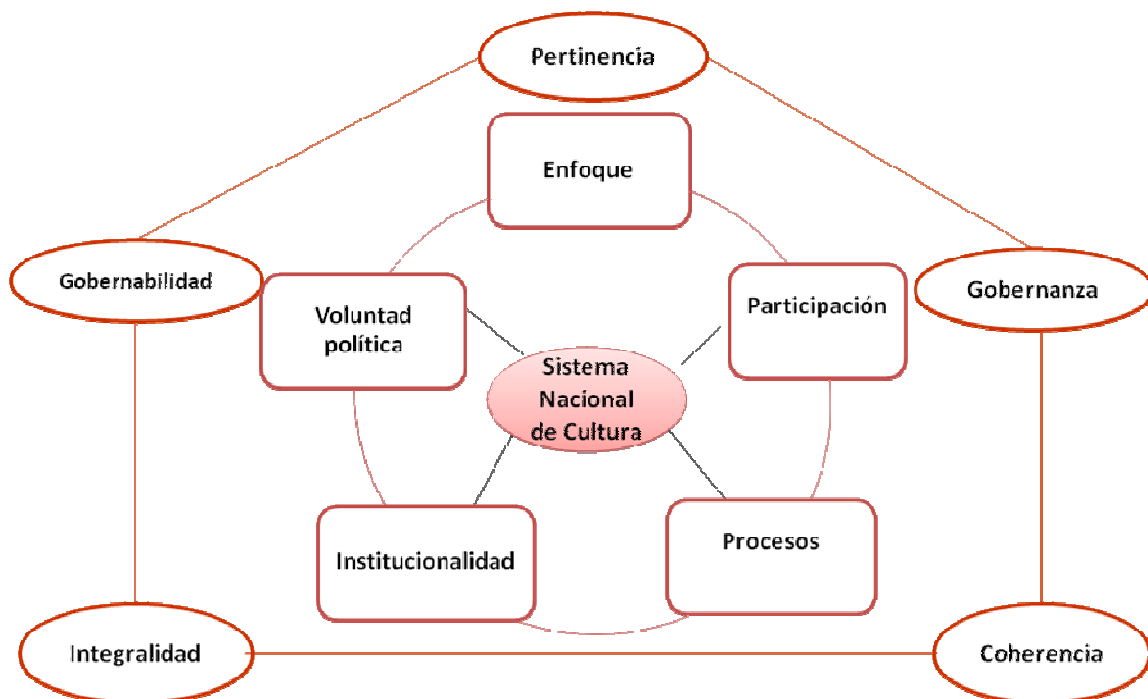 Pertinencia
Enfoque
Gobernabilidad
Voluntad
política
Participación
Gobernanza
Sistema
Nacional
de Cultura
Institucionalidad
Procesos
Integralidad
Coherencia